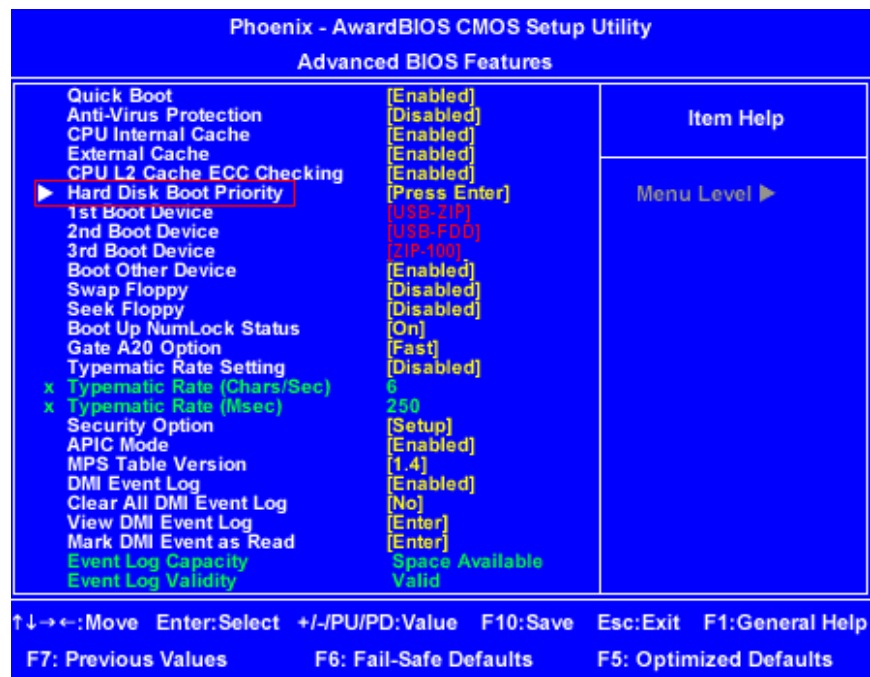 Phoenix - AwardBIOS CMOS Setup Utility
Advanced BIOS Features
Quick Boot [Enabled]
Anti-Virus Protection [Disabled]
CPU Internal Cache [Enabled]
External Cache [Enabled]
CPU L2 Cache ECC Checking [Enabled]
▶ Hard Disk Boot Priority [Press Enter]
1st Boot Device [USB-ZIP]
2nd Boot Device [USB-FDD]
3rd Boot Device [ZIP-100]
Boot Other Device [Enabled]
Swap Floppy [Disabled]
Seek Floppy [Disabled]
Boot Up NumLock Status [On]
Gate A20 Option [Fast]
Typematic Rate Setting [Disabled]
x Typematic Rate (Chars/Sec) 6
x Typematic Rate (Msec) 250
Security Option [Setup]
APIC Mode [Enabled]
MPS Table Version [1.4]
DMI Event Log [Enabled]
Clear All DMI Event Log [No]
View DMI Event Log [Enter]
Mark DMI Event as Read [Enter]
Event Log Capacity Space Available
Event Log Validity Valid
Item Help
Menu Level ▶
↑↓→←:Move Enter:Select +/-/PU/PD:Value F10:Save Esc:Exit F1:General Help
F7: Previous Values F6: Fail-Safe Defaults F5: Optimized Defaults